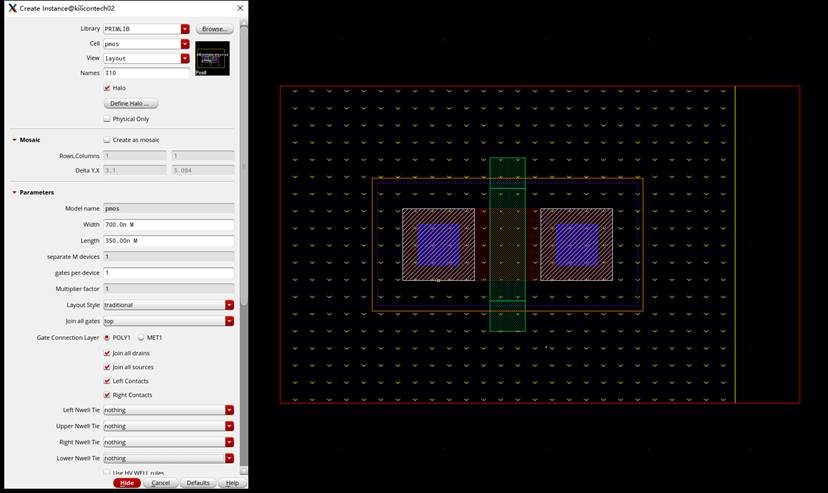 Create Instance@kilicontech02
Library PRIMLIB Browse...
Cell pmos
View layout
Names I10
Halo
Define Halo ...
Physical Only
Mosaic Create as mosaic
Rows,Columns 1 1
Delta Y,X 3.1 5.084
Parameters
Model name pmos
Width 700.0n M
Length 350.00n M
separate M devices 1
gates per device 1
Multiplier factor 1
Layout Style traditional
Join all gates top
Gate Connection Layer POLY1 MET1
Join all drains
Join all sources
Left Contacts
Right Contacts
Left Nwell Tie nothing
Upper Nwell Tie nothing
Right Nwell Tie nothing
Lower Nwell Tie nothing
Use HV WELL rules
Hide Cancel Defaults Help